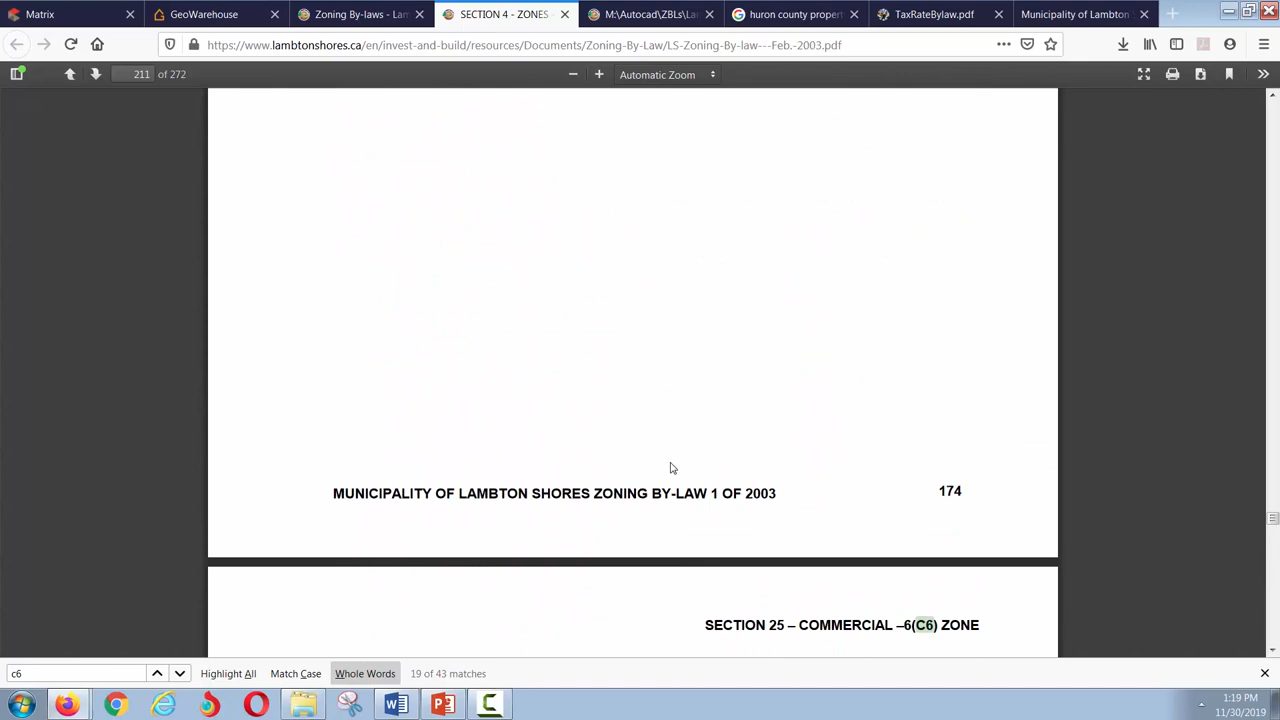 Matrix
GeoWarehouse
Zoning By-laws - Lam
SECTION 4 - ZONES
M:\Autocad\ZBLs\La
huron county propert
TaxRateBylaw.pdf
Municipality of Lambton
https://www.lambtonshores.ca/en/invest-and-build/resources/Documents/Zoning-By-Law/LS-Zoning-By-law---Feb.-2003.pdf
211 of 272
Automatic Zoom
MUNICIPALITY OF LAMBTON SHORES ZONING BY-LAW 1 OF 2003 174
SECTION 25 – COMMERCIAL –6(C6) ZONE
c6
Highlight All
Match Case
Whole Words
19 of 43 matches
1:19 PM
11/30/2019